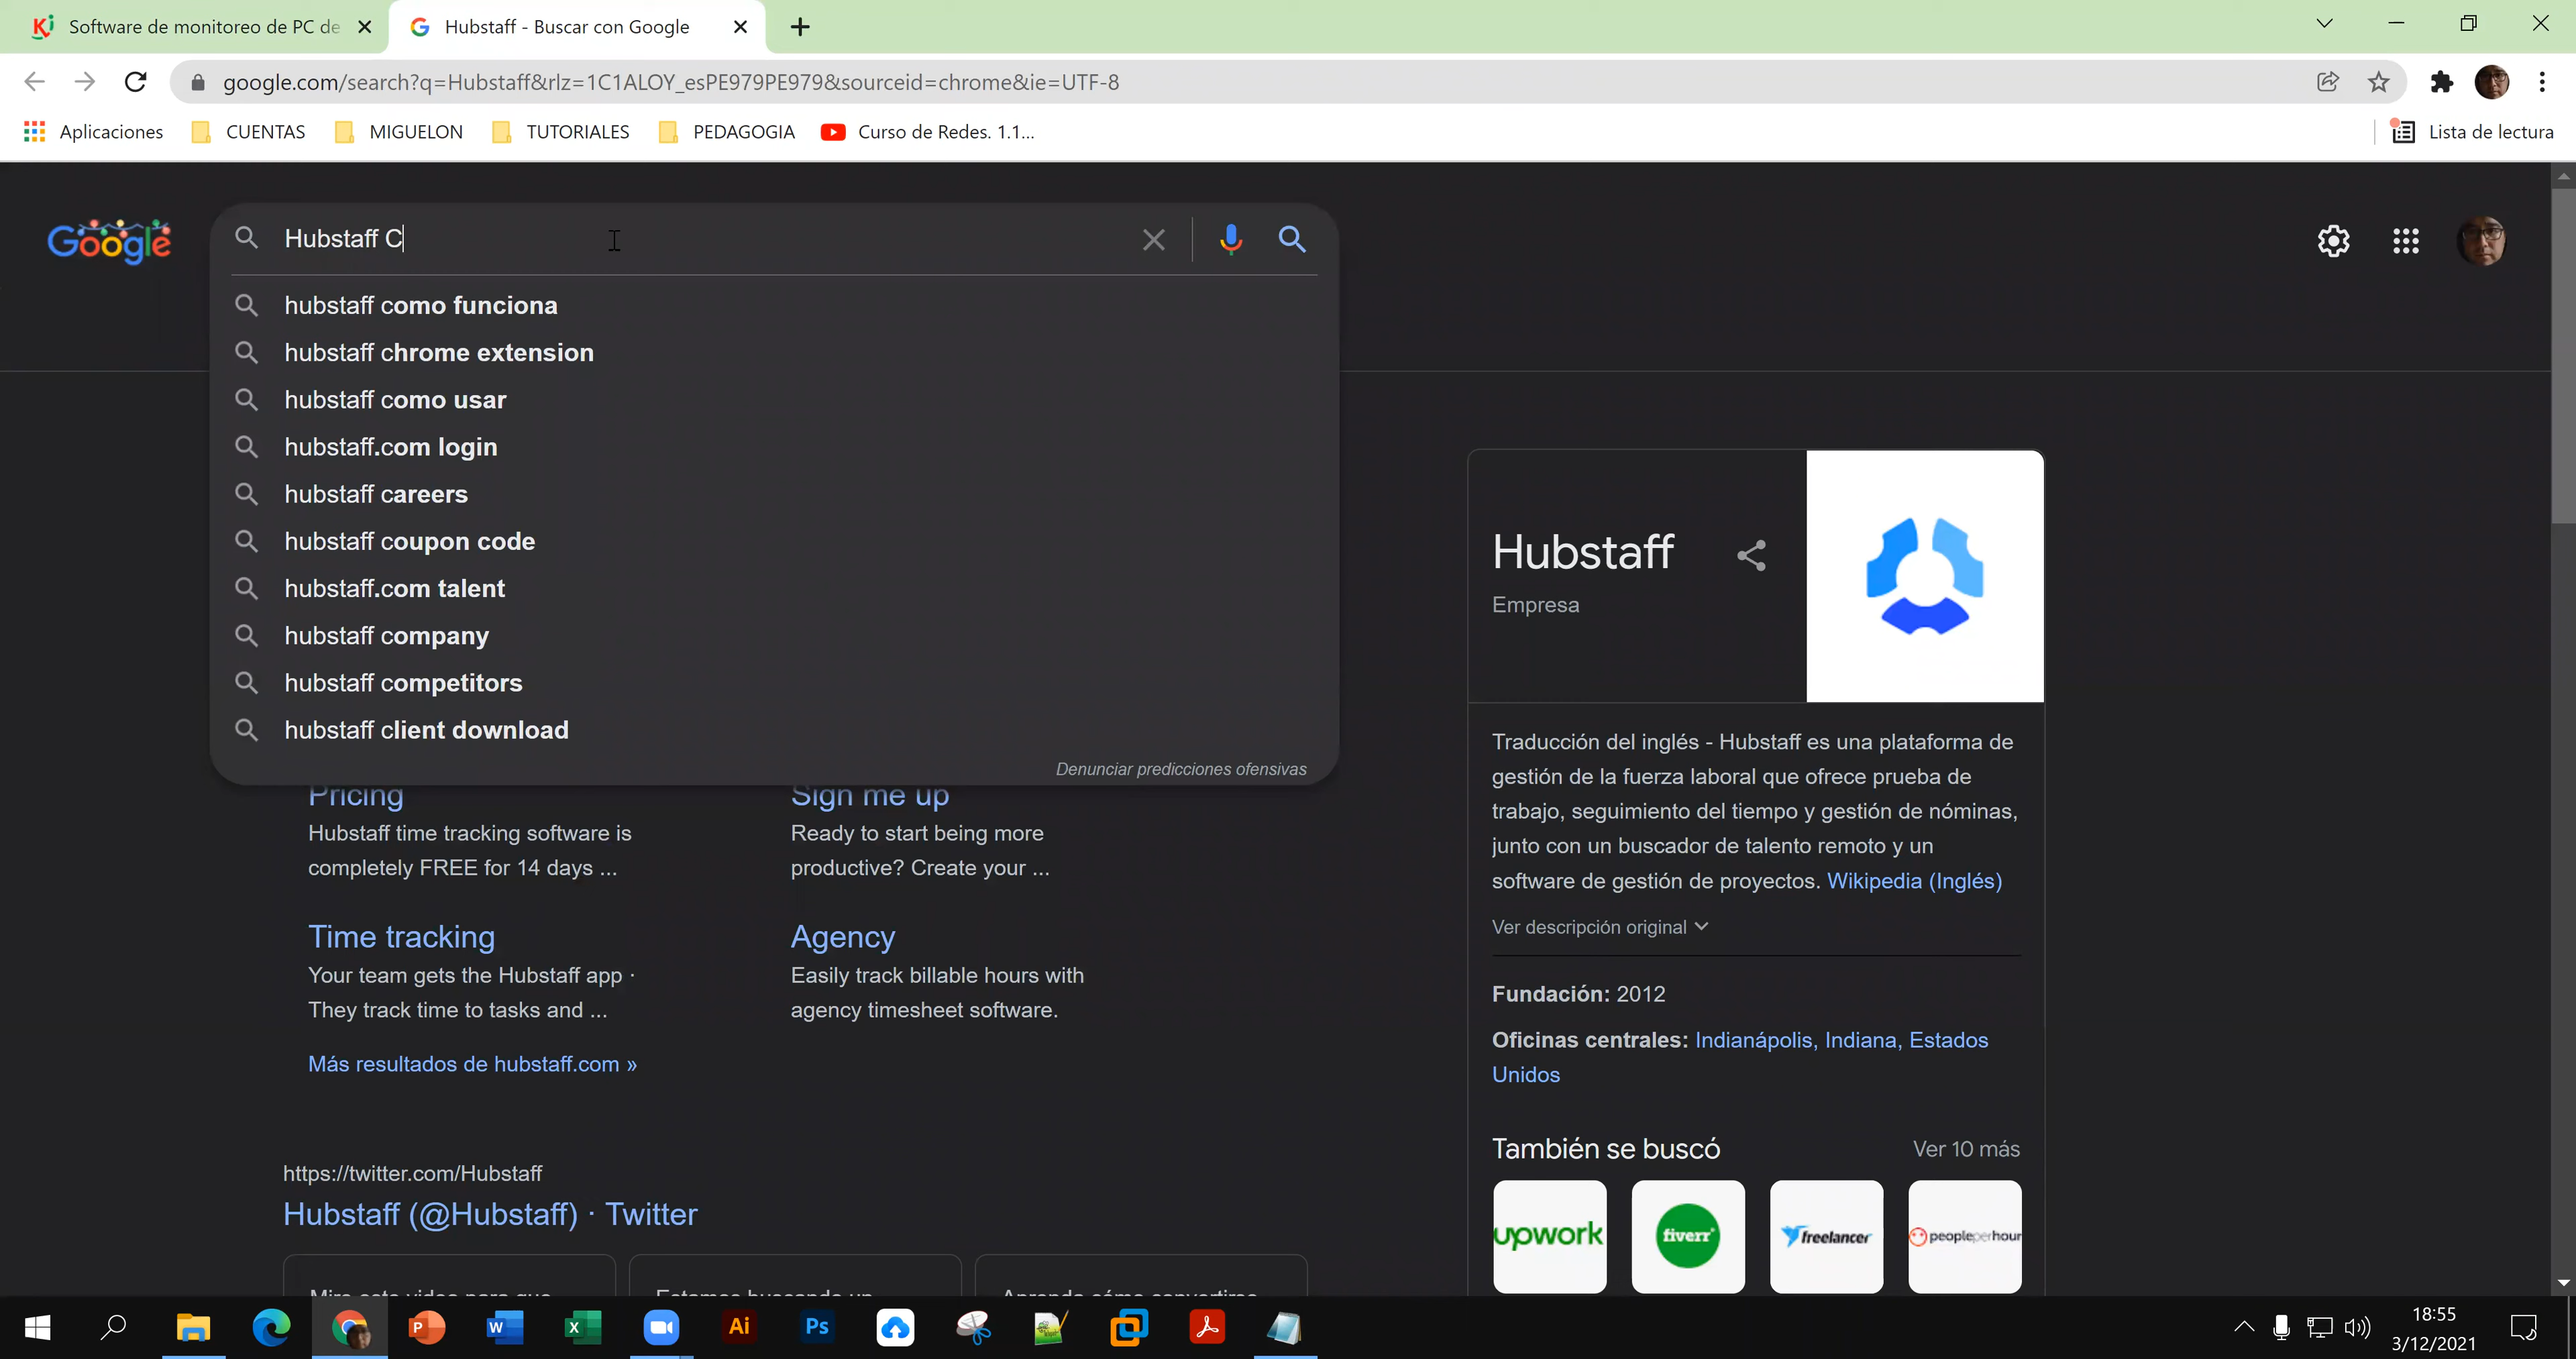 Software de monitoreo de PC de
Hubstaff - Buscar con Google
google.com/search?q=Hubstaff&rlz=1C1ALOY_esPE979PE979&sourceid=chrome&ie=UTF-8
Aplicaciones
CUENTAS
MIGUELON
TUTORIALES
PEDAGOGIA
Curso de Redes. 1.1...
Lista de lectura
Google
Hubstaff C
hubstaff como funciona
hubstaff chrome extension
hubstaff como usar
hubstaff.com login
hubstaff careers
hubstaff coupon code
hubstaff.com talent
hubstaff company
hubstaff competitors
hubstaff client download
Denunciar predicciones ofensivas
Pricing
Hubstaff time tracking software is
completely FREE for 14 days ...
Sign me up
Ready to start being more
productive? Create your ...
Time tracking
Your team gets the Hubstaff app ·
They track time to tasks and ...
Agency
Easily track billable hours with
agency timesheet software.
Más resultados de hubstaff.com »
https://twitter.com/Hubstaff
Hubstaff (@Hubstaff) · Twitter
Hubstaff
Empresa
Traducción del inglés - Hubstaff es una plataforma de
gestión de la fuerza laboral que ofrece prueba de
trabajo, seguimiento del tiempo y gestión de nóminas,
junto con un buscador de talento remoto y un
software de gestión de proyectos. Wikipedia (Inglés)
Ver descripción original
Fundación: 2012
Oficinas centrales: Indianápolis, Indiana, Estados
Unidos
También se buscó
Ver 10 más
upwork
fiverr
freelancer
peopleperhour
Ai
Ps
18:55
3/12/2021